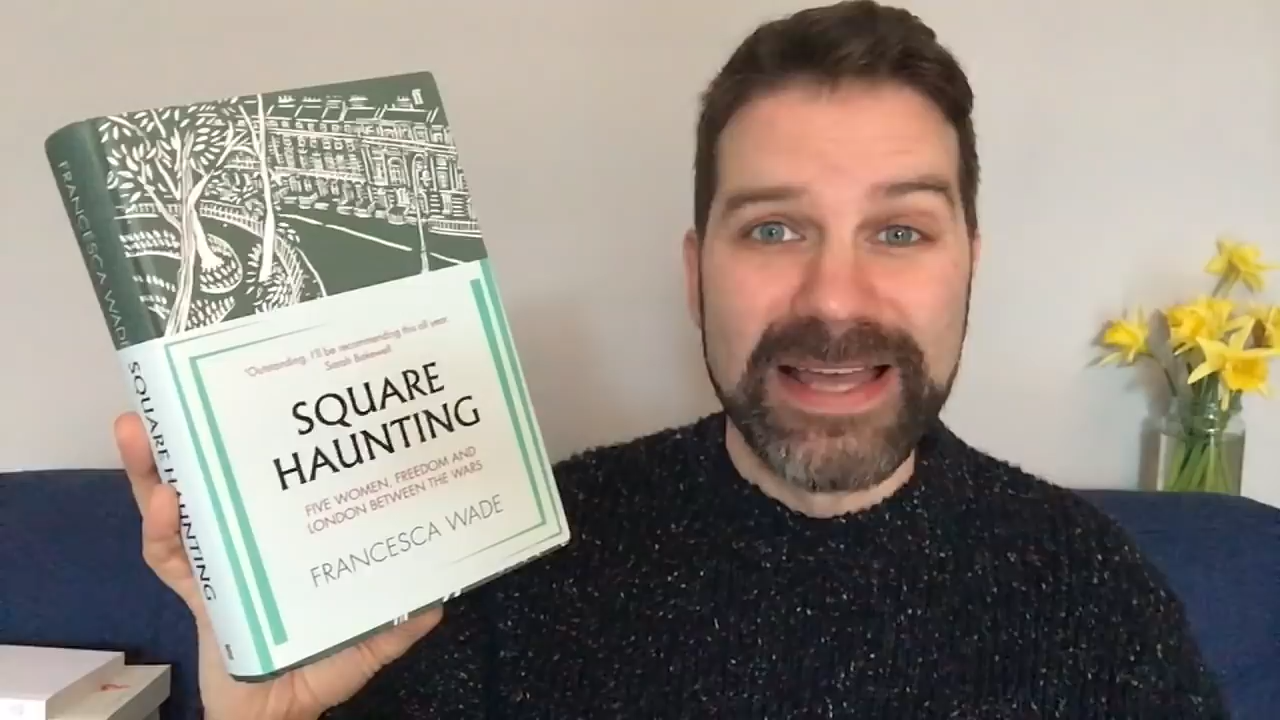 FRANCESCA WADE
SQUARE HAUNTING
'Outstanding. I'll be recommending this all year.'
Sarah Bakewell
SQUARE
HAUNTING
FIVE WOMEN, FREEDOM AND
LONDON BETWEEN THE WARS
FRANCESCA WADE